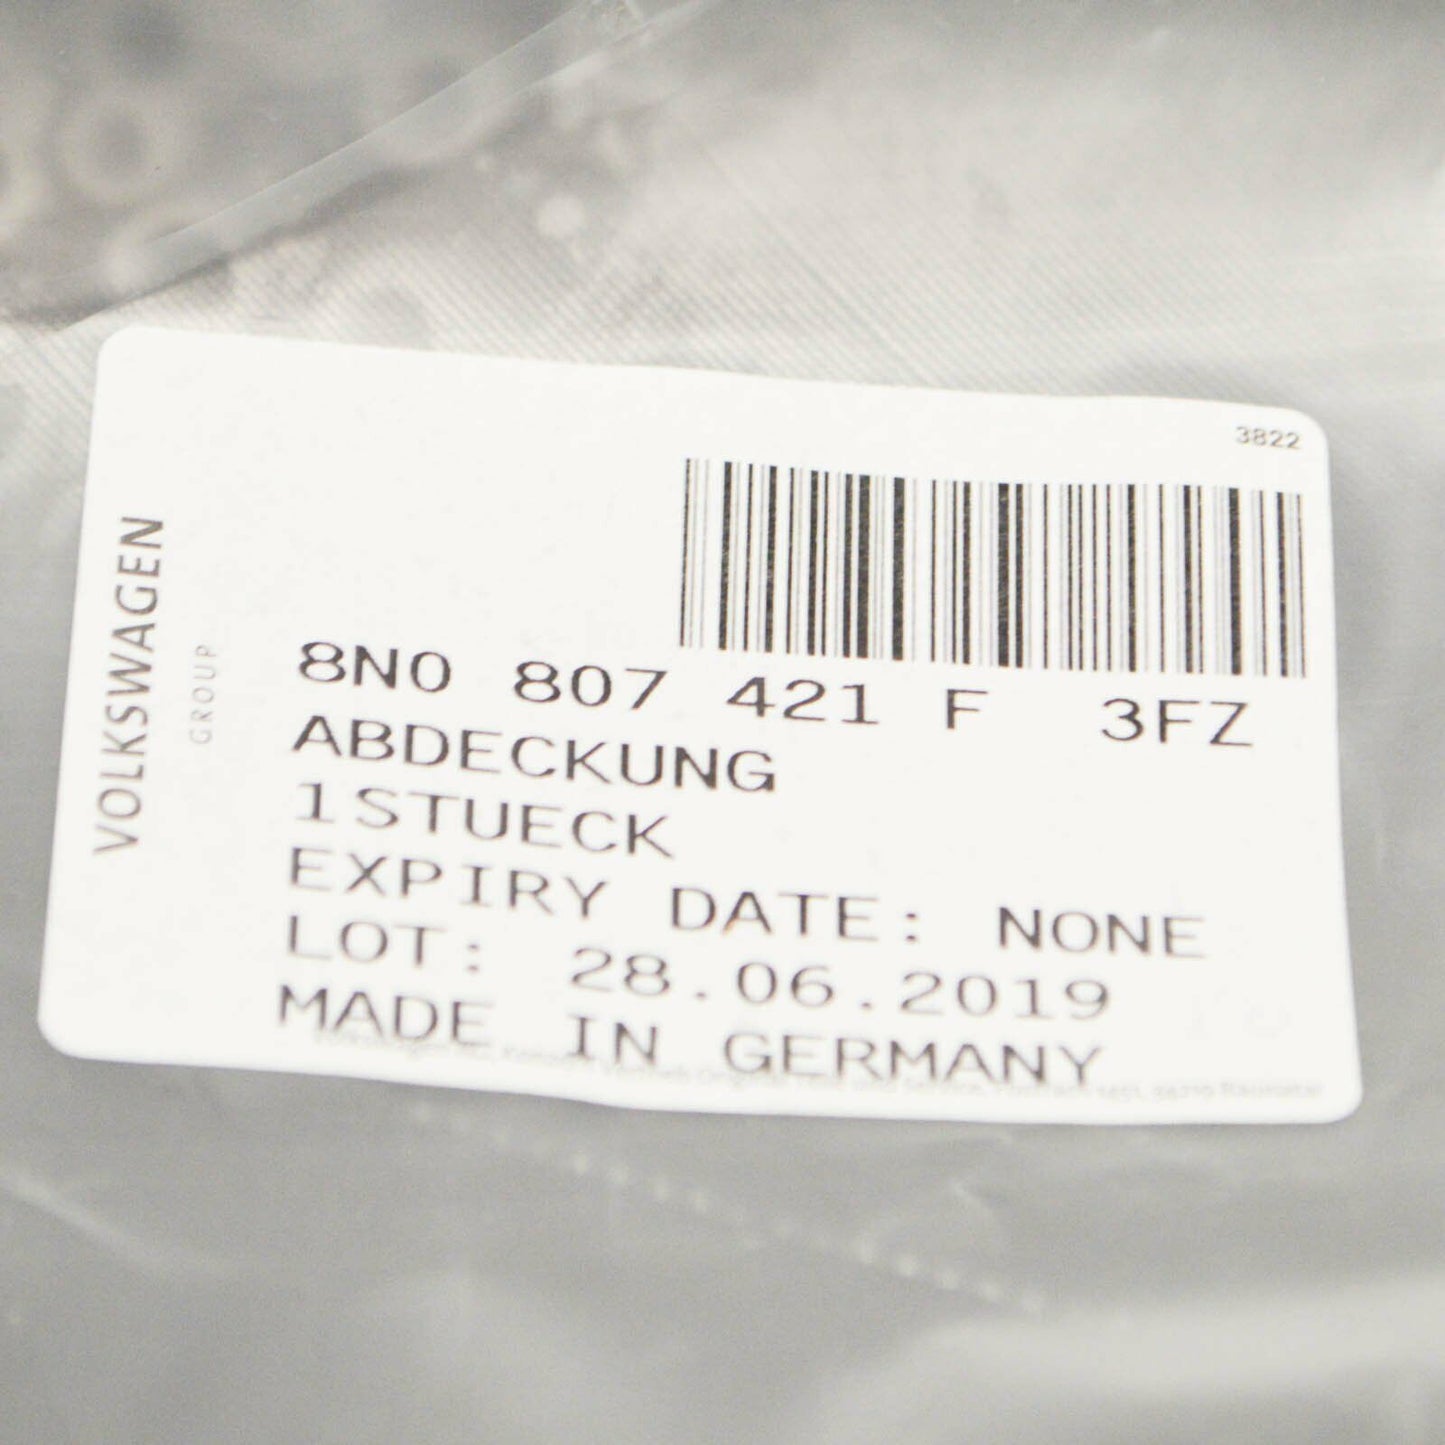 3822
VOLKSWAGEN
GROUP
8N0 807 421 F 3FZ
ABDECKUNG
1STUECK
EXPIRY DATE: NONE
LOT: 28.06.2019
MADE IN GERMANY